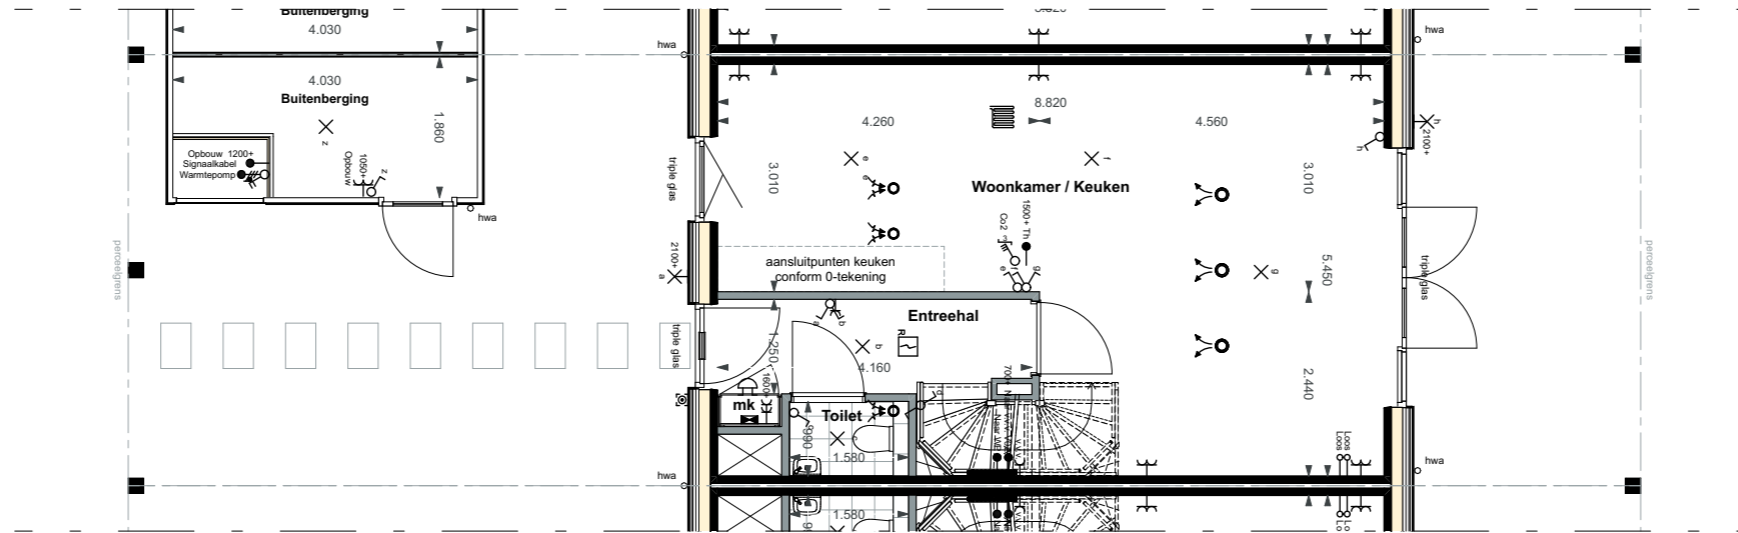 Buitenberging
4.030
4.030
Buitenberging
1.860
z
Opbouw 1200+
Signaalkabel
Warmtepomp
1050+
Opbouw
z
hwa
perceelgrens
hwa
triple glas
2100+
a
triple glas
hwa
8.820
4.260
4.560
3.010
e
e
f
Woonkamer / Keuken
3.010
1500+ Th
Co2
e
f
g
g
aansluitpunten keuken
conform 0-tekening
5.450
2.440
Entreehal
a
b
b
R
1.250
4.160
1600+
mk
Toilet
c
990
1.580
1.580
d
700+
Loos
Loos
hwa
h
2100+
h
triple glas
hwa
perceelgrens